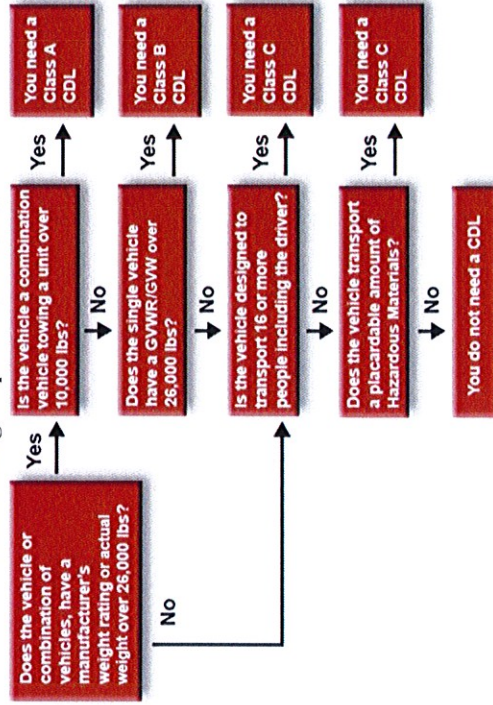 Does the vehicle or
combination of
vehicles, have a
manufacturer's
weight rating or actual
weight over 26,000 lbs?
Yes
No
Is the vehicle a combination
vehicle towing a unit over
10,000 lbs?
Yes
You need a
Class A
CDL
No
Does the single vehicle
have a GVWR/GVW over
26,000 lbs?
Yes
You need a
Class B
CDL
No
Is the vehicle designed to
transport 16 or more
people including the driver?
Yes
You need a
Class C
CDL
No
Does the vehicle transport
a placardable amount of
Hazardous Materials?
Yes
You need a
Class C
CDL
No
You do not need a CDL